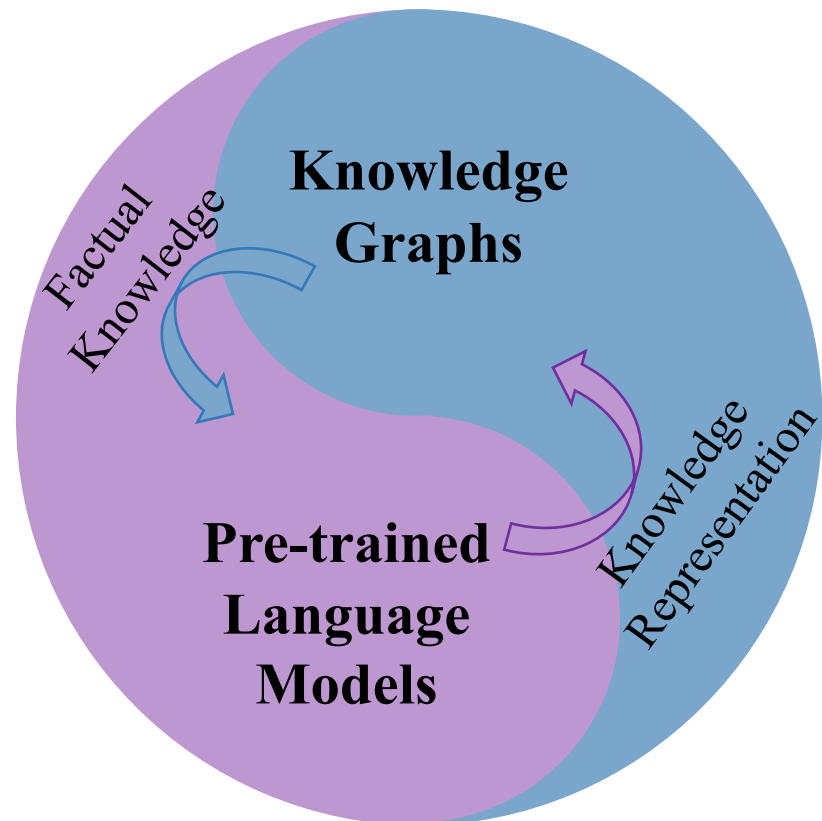 Knowledge
Graphs
Factual
Knowledge
Knowledge
Representation
Pre-trained
Language
Models